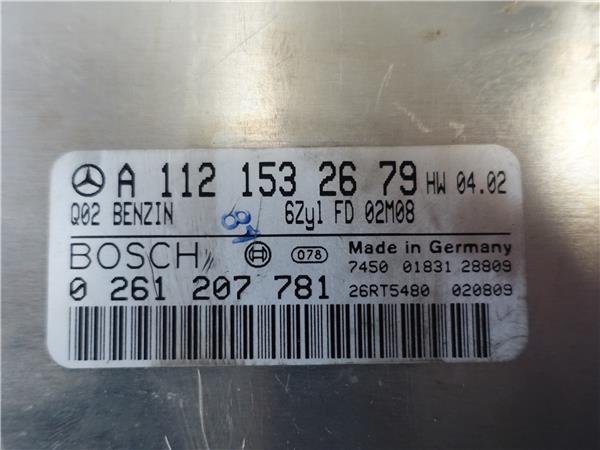 A 112 153 26 79 HW 04.02
Q02 BENZIN 6Zyl FD 02M08
BOSCH 078 Made in Germany
7450 01831 28809
0 261 207 781 26RT5480 020809